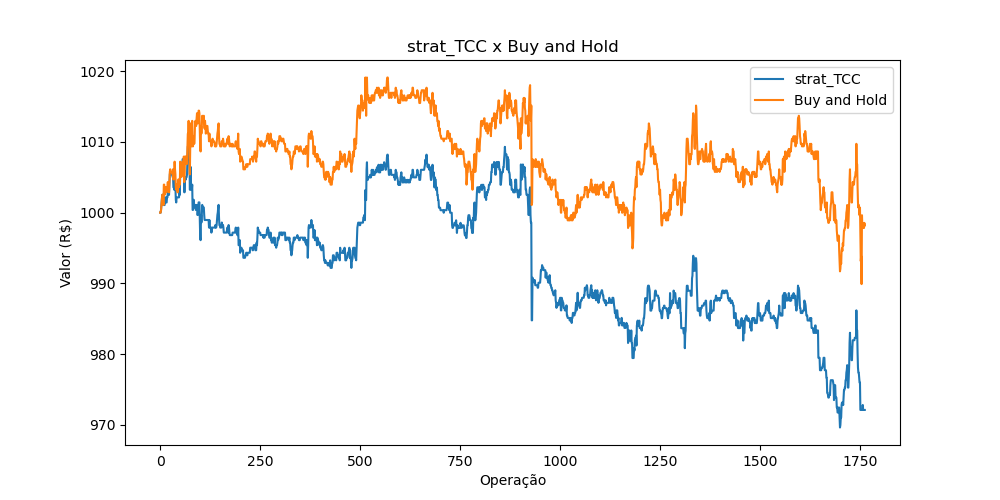 strat_TCC x Buy and Hold
strat_TCC
Buy and Hold
Valor (R$)
1020
1010
1000
990
980
970
0
250
500
750
1000
1250
1500
1750
Operação